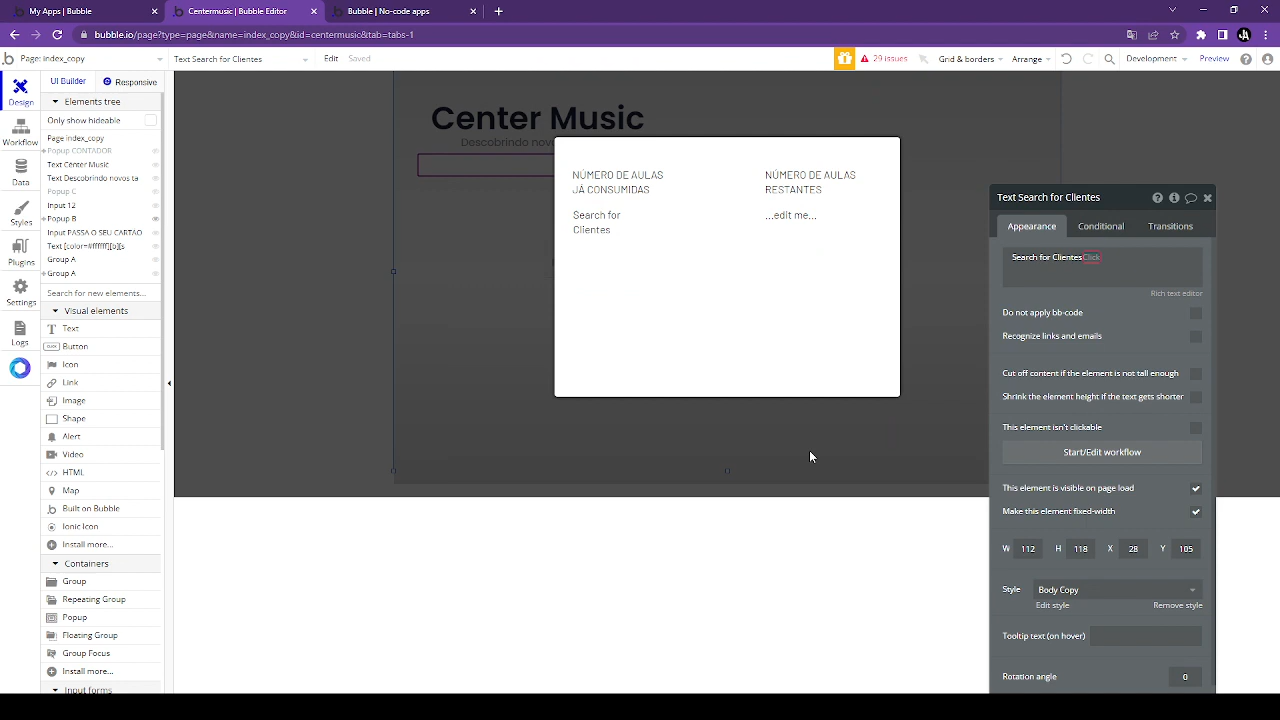 My Apps | Bubble
Centermusic | Bubble Editor
Bubble | No-code apps
bubble.io/page?type=page&name=index_copy&id=centermusic&tab=tabs-1
Page: index_copy
Text Search for Clientes
Edit
Saved
29 issues
Grid & borders
Arrange
Development
Preview
Design
Workflow
Data
Styles
Plugins
Settings
Logs
UI Builder
Responsive
Elements tree
Only show hideable
Page index_copy
Popup CONTADOR
Text Center Music
Text Descobrindo novos ta
Popup C
Input 12
Popup B
Input PASSA O SEU CARTÃO
Text [color=#ffffff][b][s
Group A
Group A
Search for new elements...
Visual elements
Text
Button
CLICK
Icon
Link
Image
Shape
Alert
Video
HTML
Map
Built on Bubble
Ionic Icon
Install more...
Containers
Group
Repeating Group
Popup
Floating Group
Group Focus
Install more...
Input forms
Center Music
Descobrindo novo
NÚMERO DE AULAS
JÁ CONSUMIDAS
Search for
Clientes
NÚMERO DE AULAS
RESTANTES
...edit me...
Text Search for Clientes
Appearance
Conditional
Transitions
Search for ClientesClick
Rich text editor
Do not apply bb-code
Recognize links and emails
Cut off content if the element is not tall enough
Shrink the element height if the text gets shorter
This element isn't clickable
Start/Edit workflow
This element is visible on page load
Make this element fixed-width
W 112 H 118 X 28 Y 105
Style Body Copy
Edit style
Remove style
Tooltip text (on hover)
Rotation angle 0